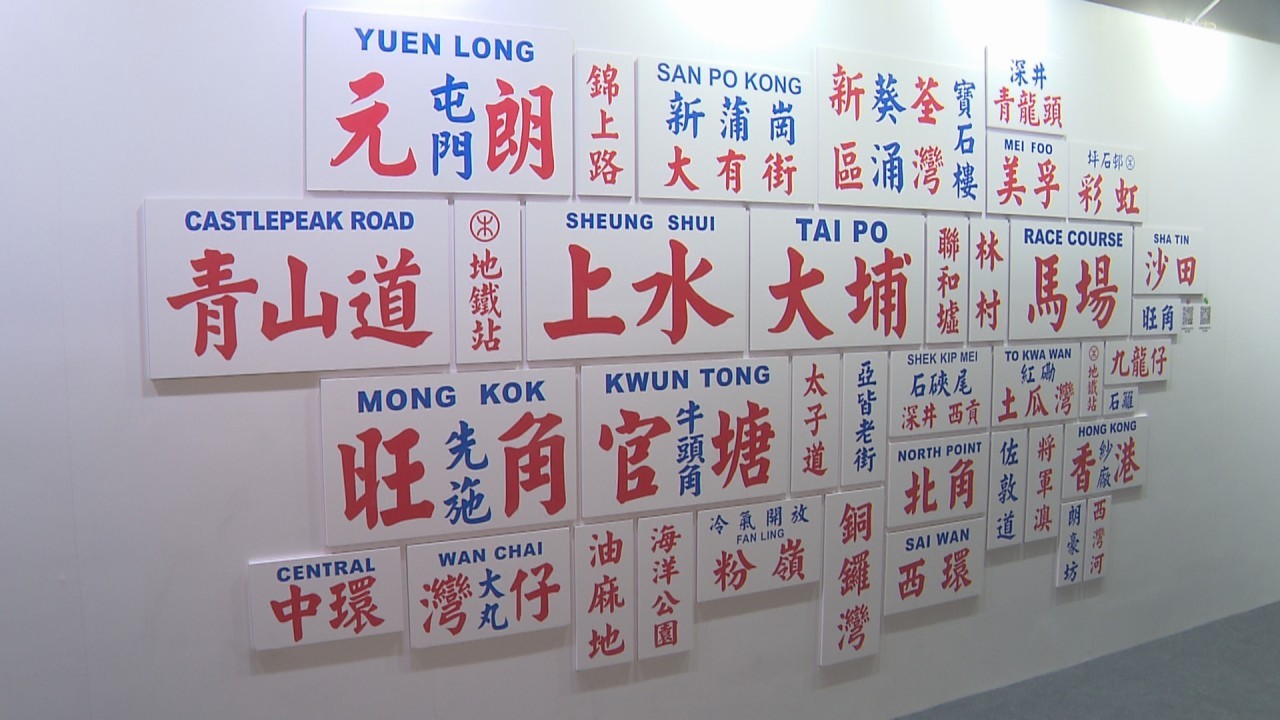 YUEN LONG
元屯門朗
錦上路
SAN PO KONG
新蒲崗
大有街
新區葵涌荃灣寶石樓
深井
青龍頭
MEI FOO
美孚
坪石邨
彩虹
CASTLEPEAK ROAD
青山道
地鐵站
SHEUNG SHUI
上水
TAI PO
大埔
聯和墟
林村
RACE COURSE
馬場
SHA TIN
沙田
旺角
MONG KOK
旺先施角
KWUN TONG
官牛頭角塘
太子道
亞皆老街
SHEK KIP MEI
石硤尾
深井 西貢
TO KWA WAN
紅磡
土瓜灣
地鐵站
九龍仔
石籬
NORTH POINT
北角
佐敦道
將軍澳
HONG KONG
香紗廠港
CENTRAL
中環
WAN CHAI
灣大丸仔
油麻地
海洋公園
冷氣開放
FAN LING
粉嶺
銅鑼灣
SAI WAN
西環
朗豪坊
西灣河